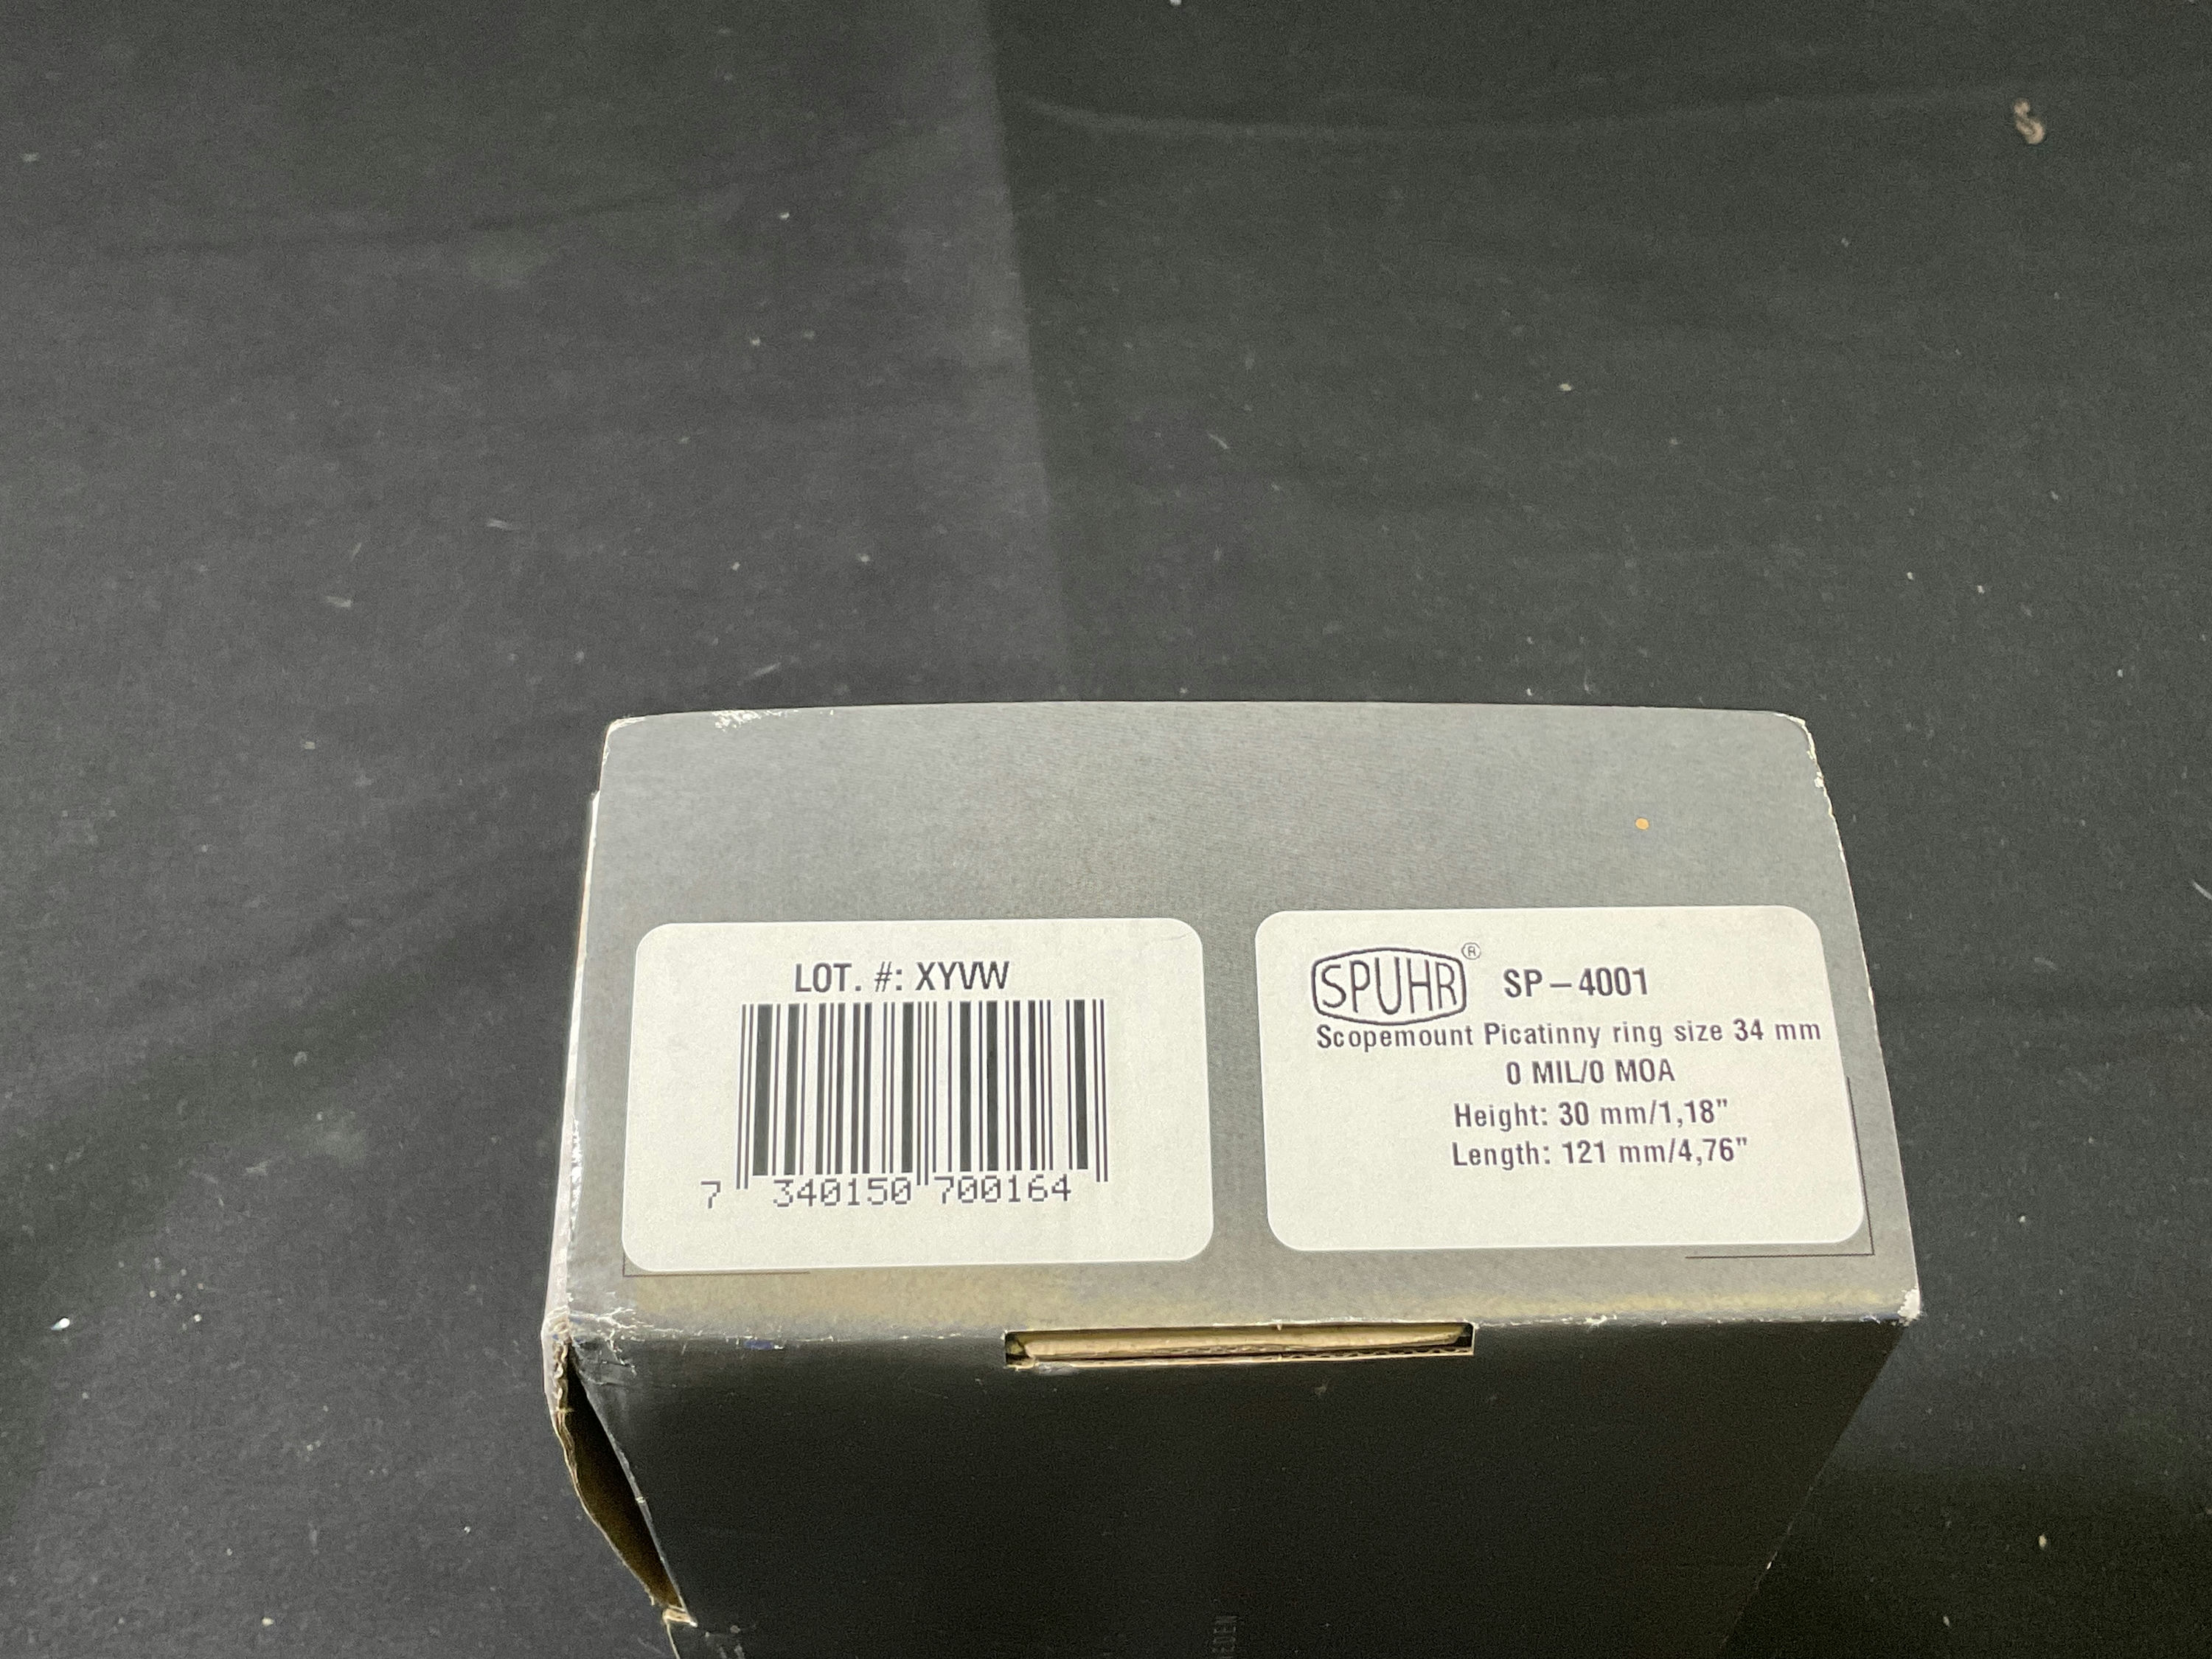 LOT. #: XYVW
7 340150 700164
SPUHR® SP-4001
Scopemount Picatinny ring size 34 mm
0 MIL/0 MOA
Height: 30 mm/1,18"
Length: 121 mm/4,76"